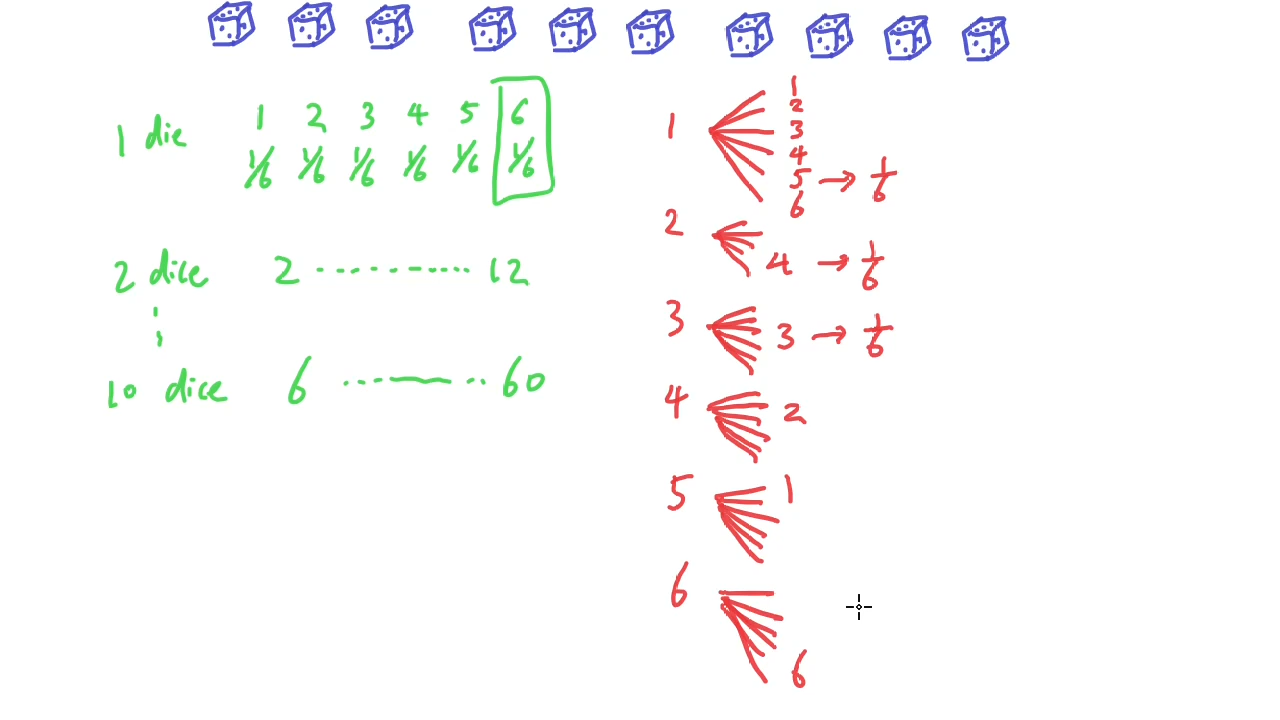 1 die 1 2 3 4 5 6
1/6 1/6 1/6 1/6 1/6 1/6
2 dice 2 ........... 12
10 dice 6 ........... 60
1
1
2
3
4
5 → 1/6
6
2
4 → 1/6
3
3 → 1/6
4
2
5
1
6
6